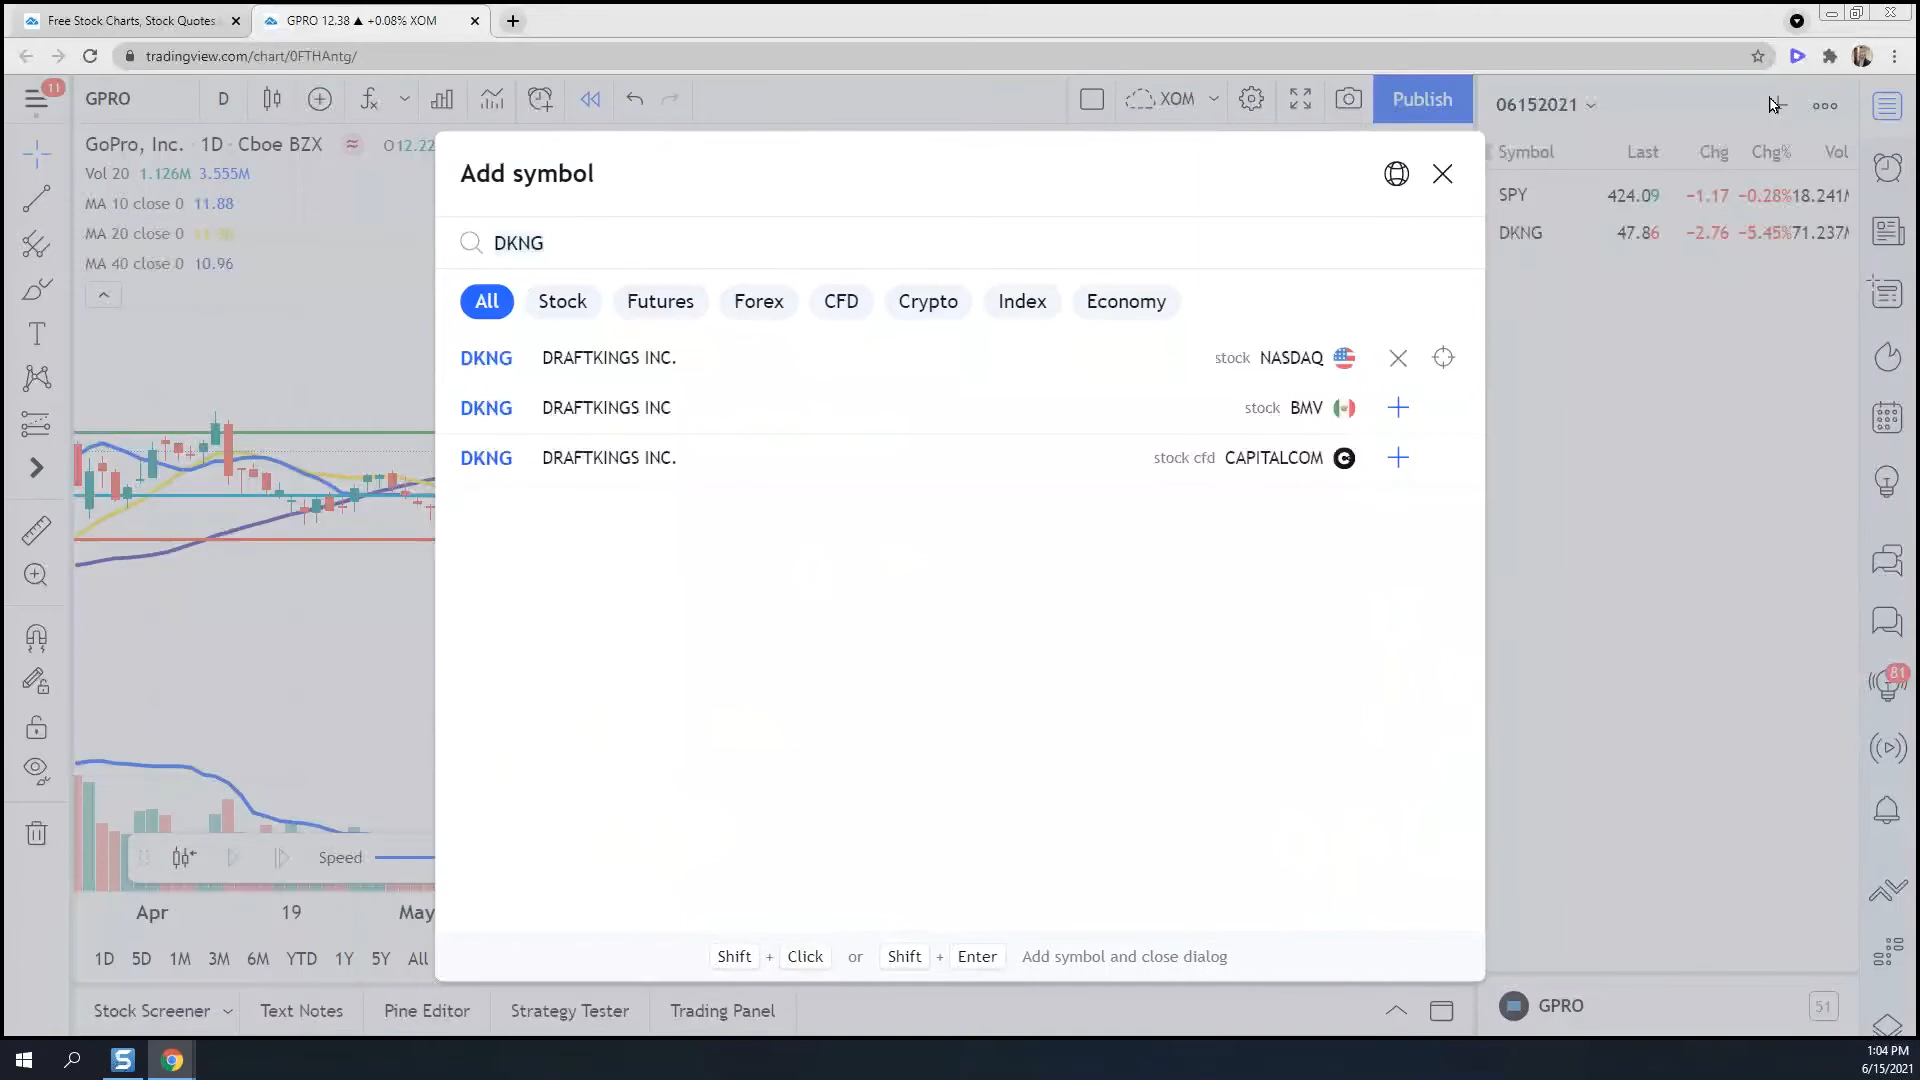 Free Stock Charts, Stock Quotes
GPRO 12.38 ▲ +0.08% XOM
tradingview.com/chart/0FTHAntg/
11
GPRO
D
XOM
Publish
06152021
GoPro, Inc. · 1D · Cboe BZX
O12.22
Vol 20 1.126M 3.555M
MA 10 close 0 11.88
MA 20 close 0
MA 40 close 0 10.96
Add symbol
DKNG
All
Stock
Futures
Forex
CFD
Crypto
Index
Economy
DKNG DRAFTKINGS INC. stock NASDAQ
DKNG DRAFTKINGS INC stock BMV
DKNG DRAFTKINGS INC. stock cfd CAPITALCOM
Shift + Click or Shift + Enter Add symbol and close dialog
Symbol Last Chg Chg% Vol
SPY 424.09 −1.17 −0.28% 18.241M
DKNG 47.86 −2.76 −5.45% 71.237M
81
Speed
Apr 19 May
1D 5D 1M 3M 6M YTD 1Y 5Y All
Stock Screener
Text Notes
Pine Editor
Strategy Tester
Trading Panel
GPRO
51
1:04 PM
6/15/2021